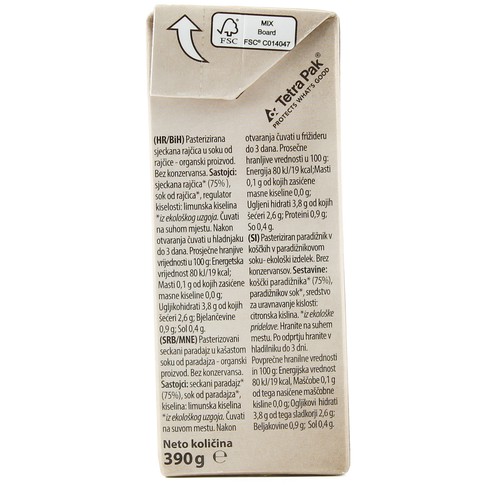 FSC
MIX
Board
FSC® C014047
Tetra Pak®
PROTECTS WHAT'S GOOD
(HR/BiH) Pasterizirana
sjeckana rajčica u soku od
rajčice - organski proizvod.
Bez konzervansa. Sastojci:
sjeckana rajčica* (75%),
sok od rajčice*, regulator
kiselosti: limunska kiselina
*iz ekološkog uzgoja. Čuvati
na suhom mjestu. Nakon
otvaranja čuvati u hladnjaku
do 3 dana. Prosječne hranjive
vrijednosti u 100 g: Energetska
vrijednost 80 kJ/19 kcal;
Masti 0,1 g od kojih zasićene
masne kiseline 0,0 g;
Ugljikohidrati 3,8 g od kojih
šećeri 2,6 g; Bjelančevine
0,9 g; Sol 0,4 g.
(SRB/MNE) Pasterizovani
seckani paradajz u kašastom
soku od paradajza - organski
proizvod. Bez konzervansa.
Sastojci: seckani paradajz*
(75%), sok od paradajza*,
kiselina: limunska kiselina
*iz ekološkog uzgoja. Čuvati
na suvom mestu. Nakon
otvaranja čuvati u frižideru
do 3 dana. Prosečne
hranljive vrednosti u 100 g:
Energija 80 kJ/19 kcal;Masti
0,1 g od kojih zasićene
masne kiseline 0,0 g;
Ugljeni hidrati 3,8 g od kojih
šećeri 2,6 g; Proteini 0,9 g;
So 0,4 g.
(SI) Pasteriziran paradižnik v
koščkih v paradižnikovem
soku- ekološki izdelek. Brez
konzervansov. Sestavine:
koščki paradižnika* (75%),
paradižnikov sok*, sredstvo
za uravnavanje kislosti:
citronska kislina. *iz ekološke
pridelave. Hranite na suhem
mestu. Po odprtju hranite v
hladilniku do 3 dni.
Povprečne hranilne vrednosti
in 100 g: Energijska vrednost
80 kJ/19 kcal, Maščobe 0,1 g
od tega nasičene maščobne
kisline 0,0 g; Ogljikovi hidrati
3,8 g od tega sladkorji 2,6 g;
Beljakovine 0,9 g; Sol 0,4 g.
Neto količina
390 g ℮